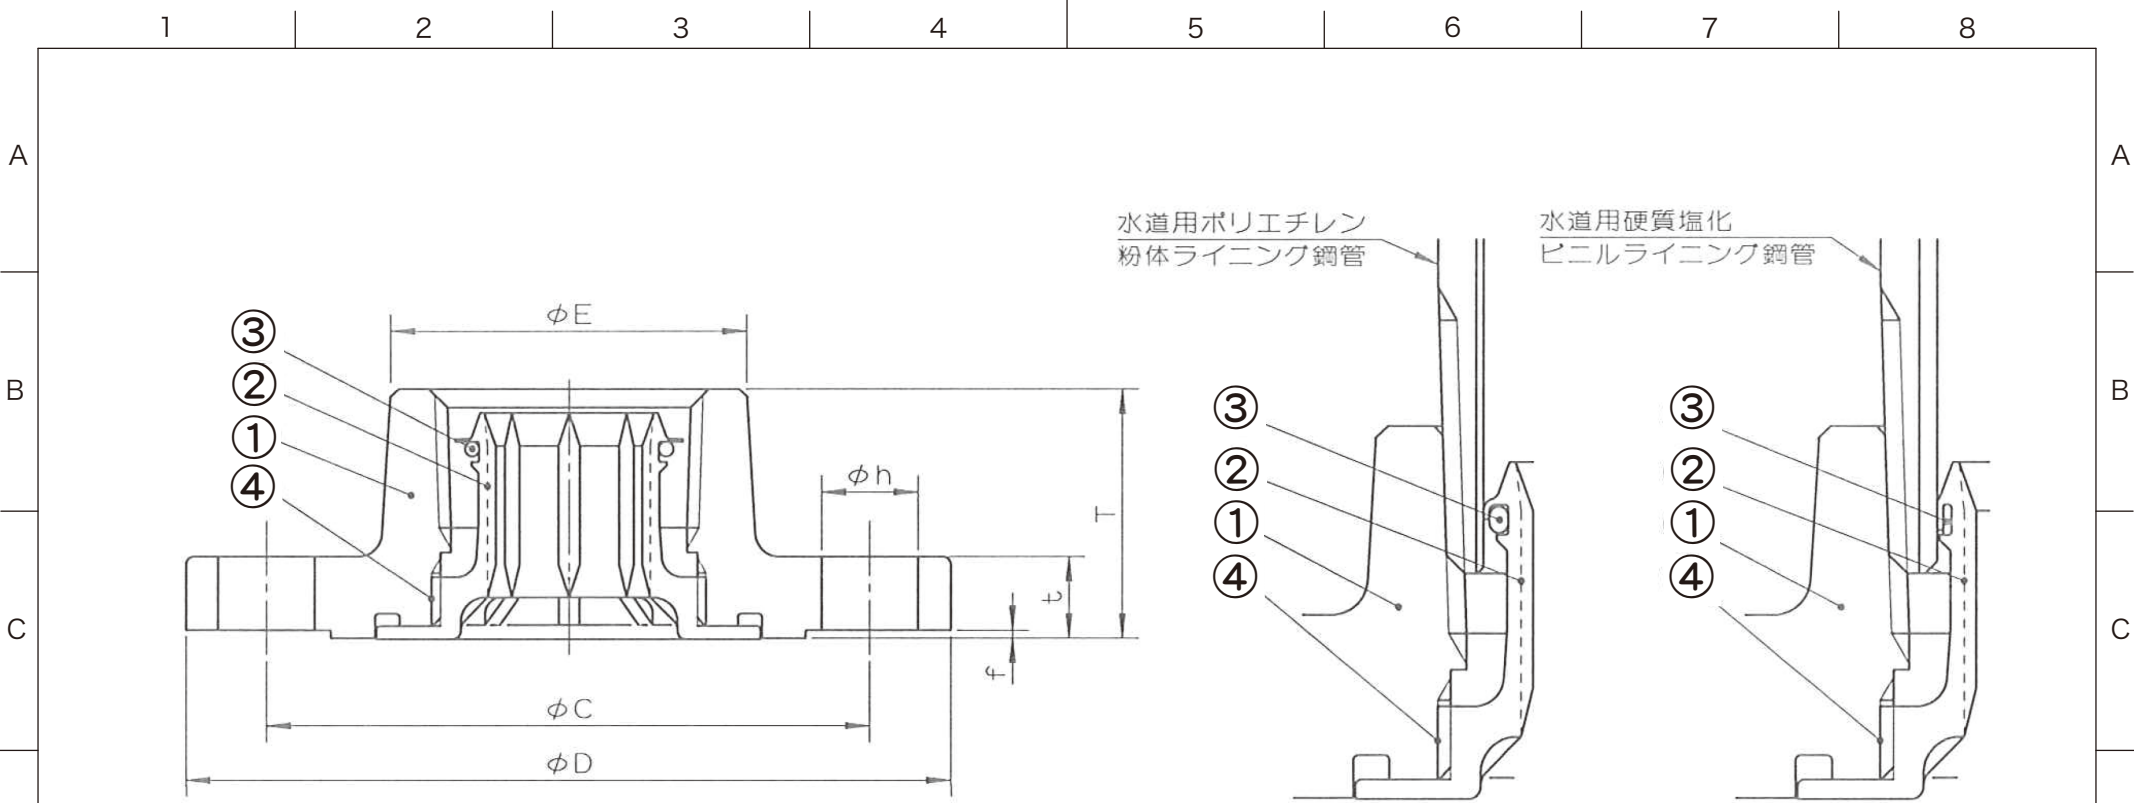 1 2 3 4 5 6 7 8
A A
水道用ポリエチレン
粉体ライニング鋼管
水道用硬質塩化
ビニルライニング鋼管
B B
φE
③
②
①
④
φh
T
t
f
φC
φD
③
②
①
④
③
②
①
④
C C